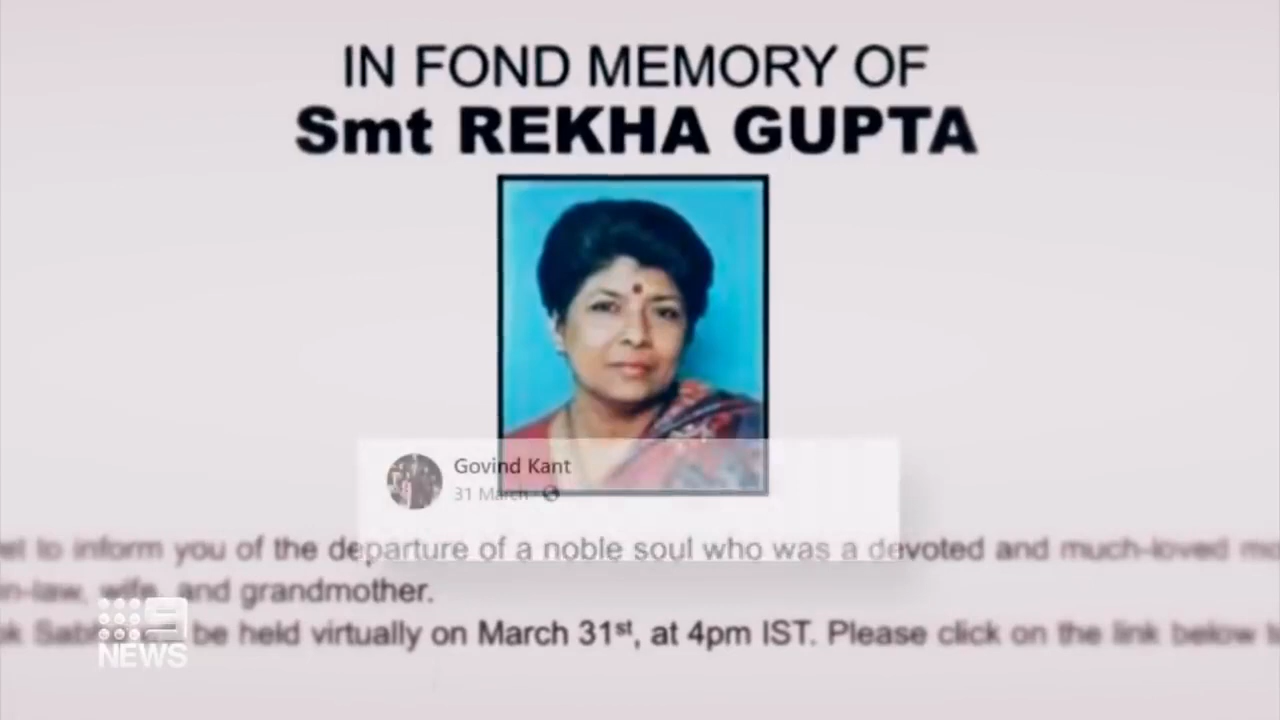 IN FOND MEMORY OF
Smt REKHA GUPTA
Govind Kant
31 March
to inform you of the departure of a noble soul who was a devoted and much-loved
in-law, wife, and grandmother.
be held virtually on March 31st, at 4pm IST. Please click on the link below
9
NEWS